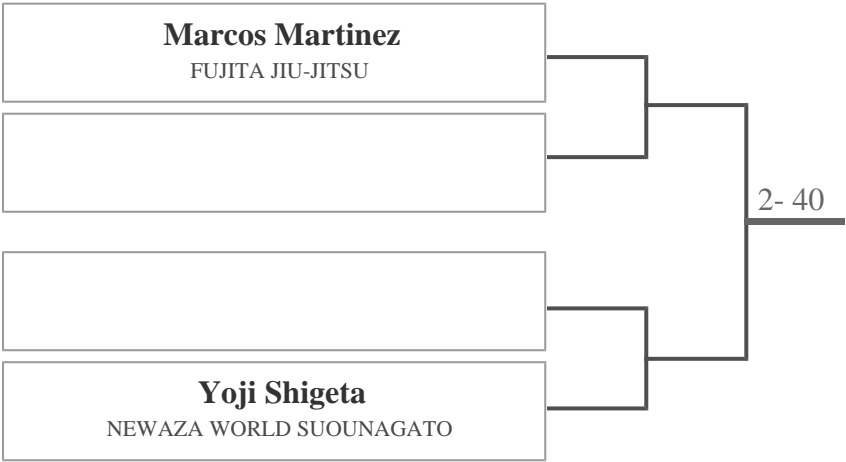 Marcos Martinez
FUJITA JIU-JITSU
2- 40
Yoji Shigeta
NEWAZA WORLD SUOUNAGATO